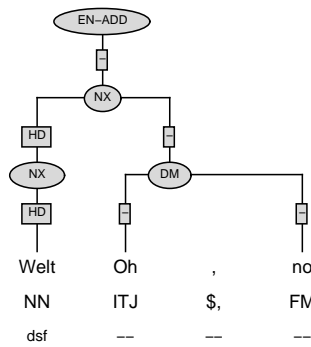 EN–ADD
–
NX
HD –
NX DM
HD – –
Welt Oh , no
NN ITJ $, FM
dsf –– –– ––